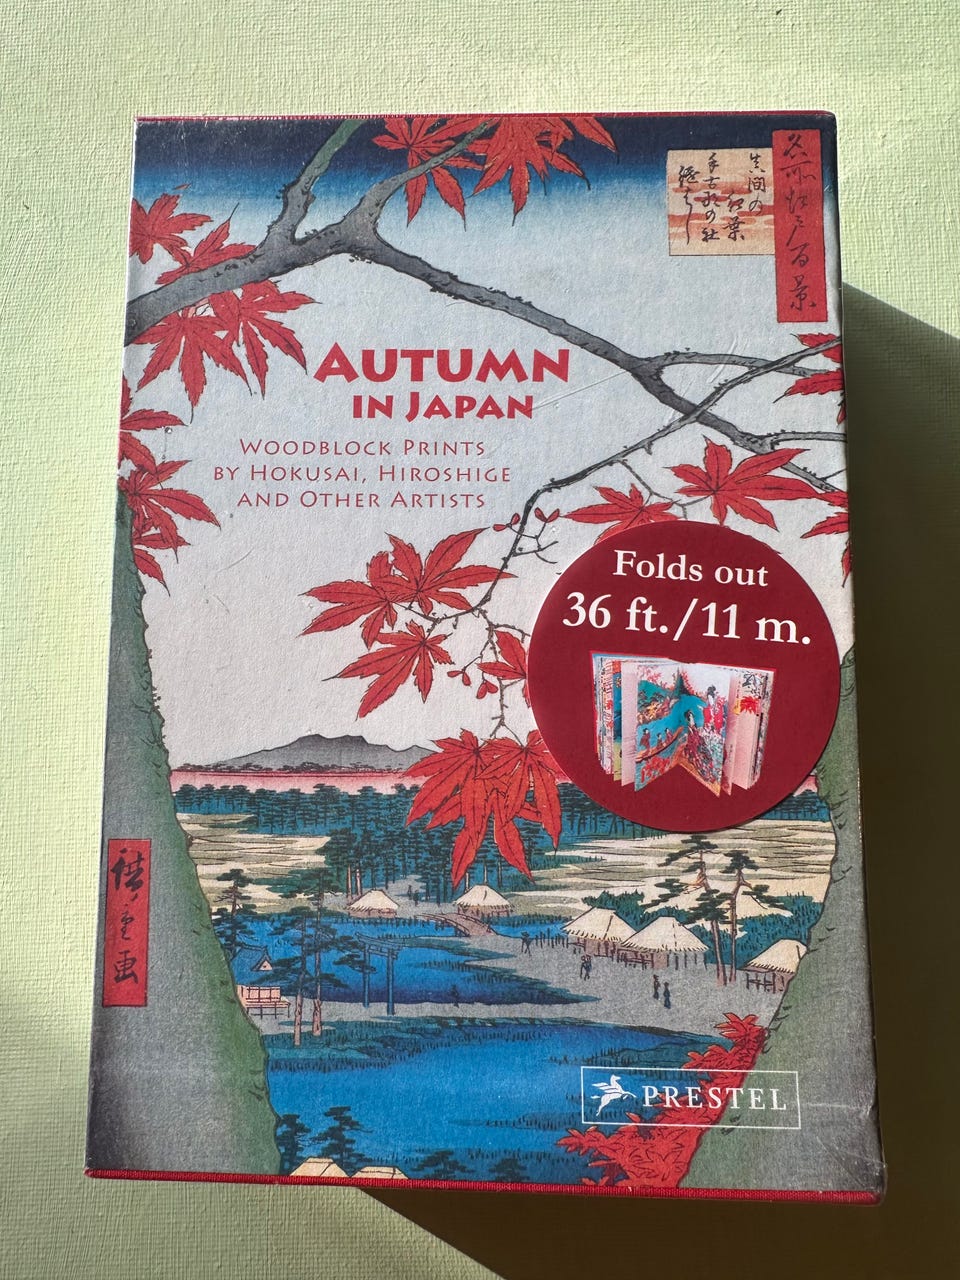 名所江戸百景
真間の紅葉
手古那の社
継はし
AUTUMN
IN JAPAN
WOODBLOCK PRINTS
BY HOKUSAI, HIROSHIGE
AND OTHER ARTISTS
Folds out
36 ft./11 m.
廣重画
PRESTEL